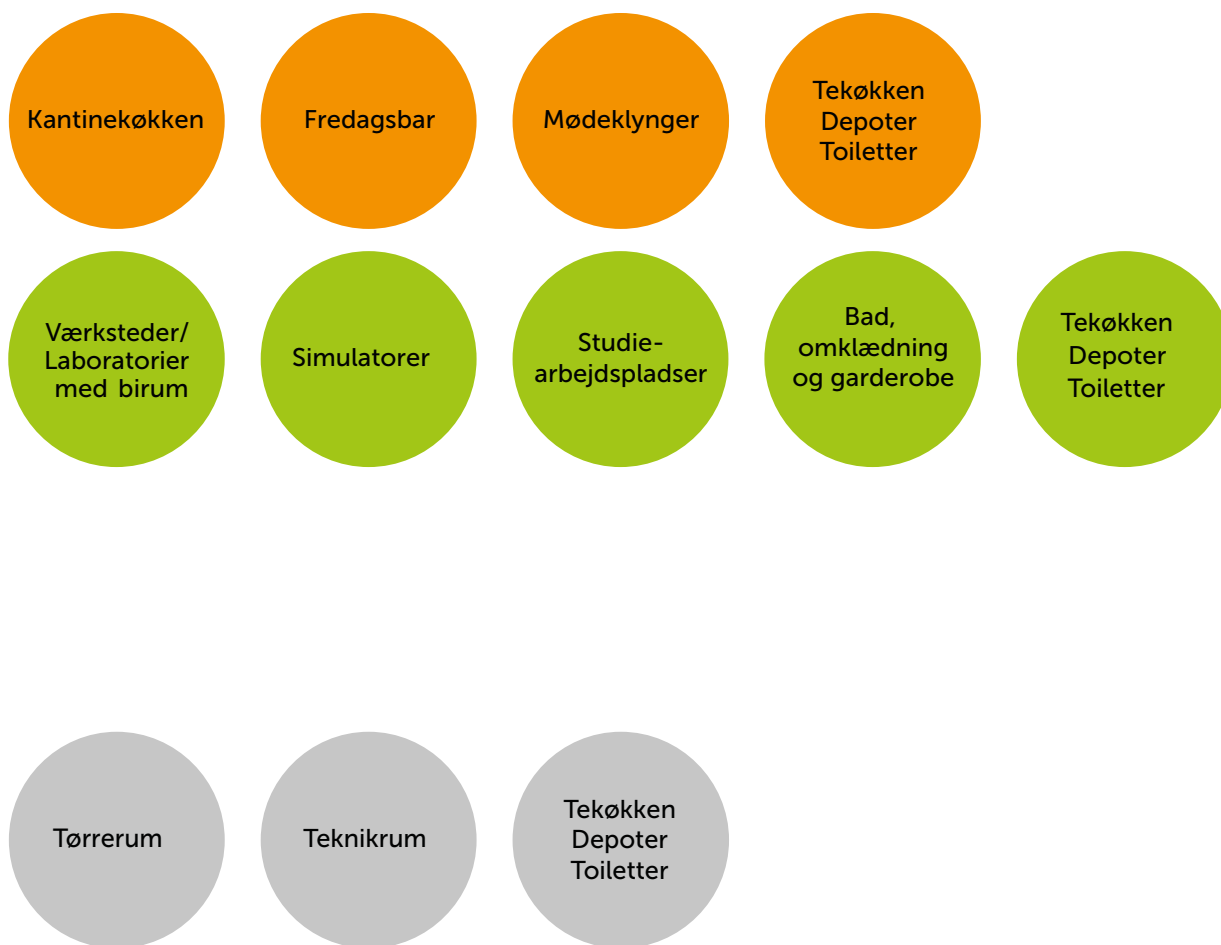 Kantinekøkken
Fredagsbar
Mødeklynger
Tekøkken
Depoter
Toiletter
Værksteder/
Laboratorier
med birum
Simulatorer
Studie-
arbejdspladser
Bad,
omklædning
og garderobe
Tekøkken
Depoter
Toiletter
Tørrerum
Teknikrum
Tekøkken
Depoter
Toiletter